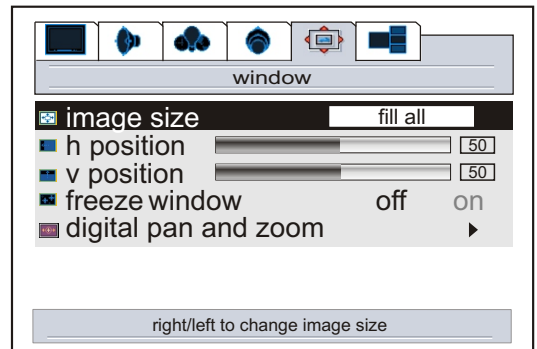 window
image size fill all
h position 50
v position 50
freeze window off on
digital pan and zoom
right/left to change image size